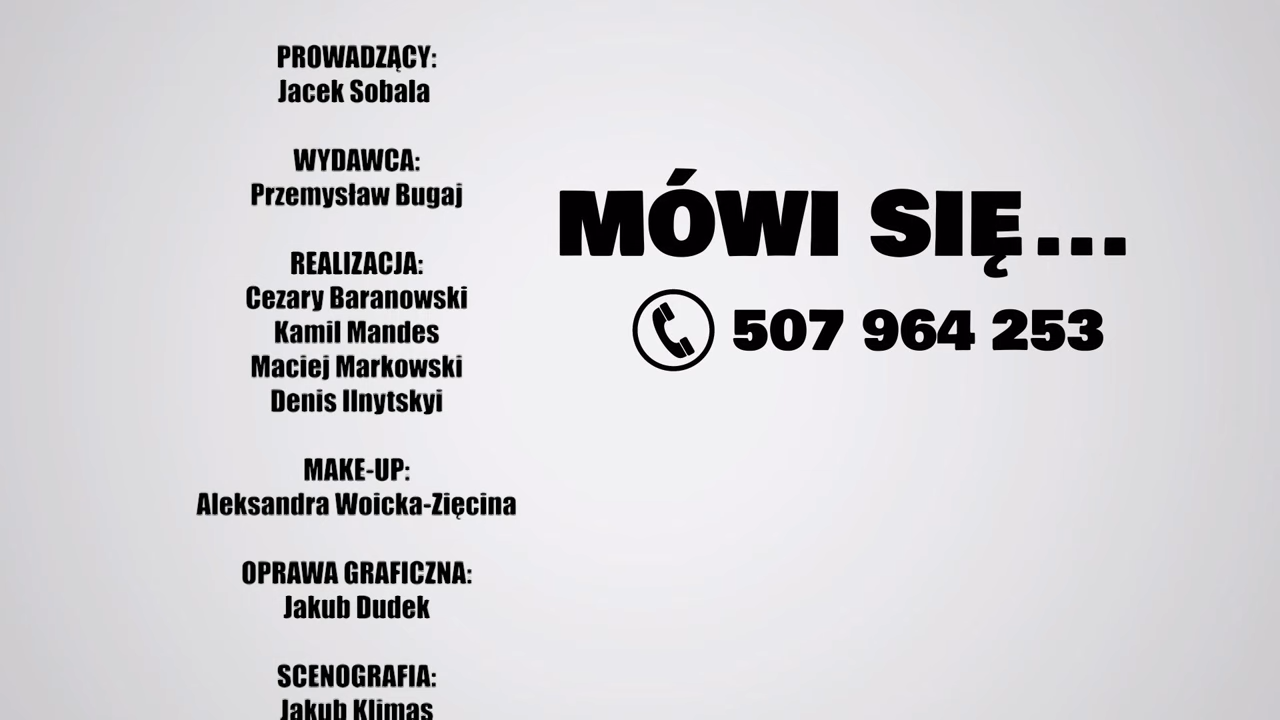 PROWADZĄCY:
Jacek Sobala
WYDAWCA:
Przemysław Bugaj
REALIZACJA:
Cezary Baranowski
Kamil Mandes
Maciej Markowski
Denis IInytskyi
MAKE-UP:
Aleksandra Woicka-Zięcina
OPRAWA GRAFICZNA:
Jakub Dudek
SCENOGRAFIA:
Jakub Klimas
MÓWI SIĘ...
507 964 253